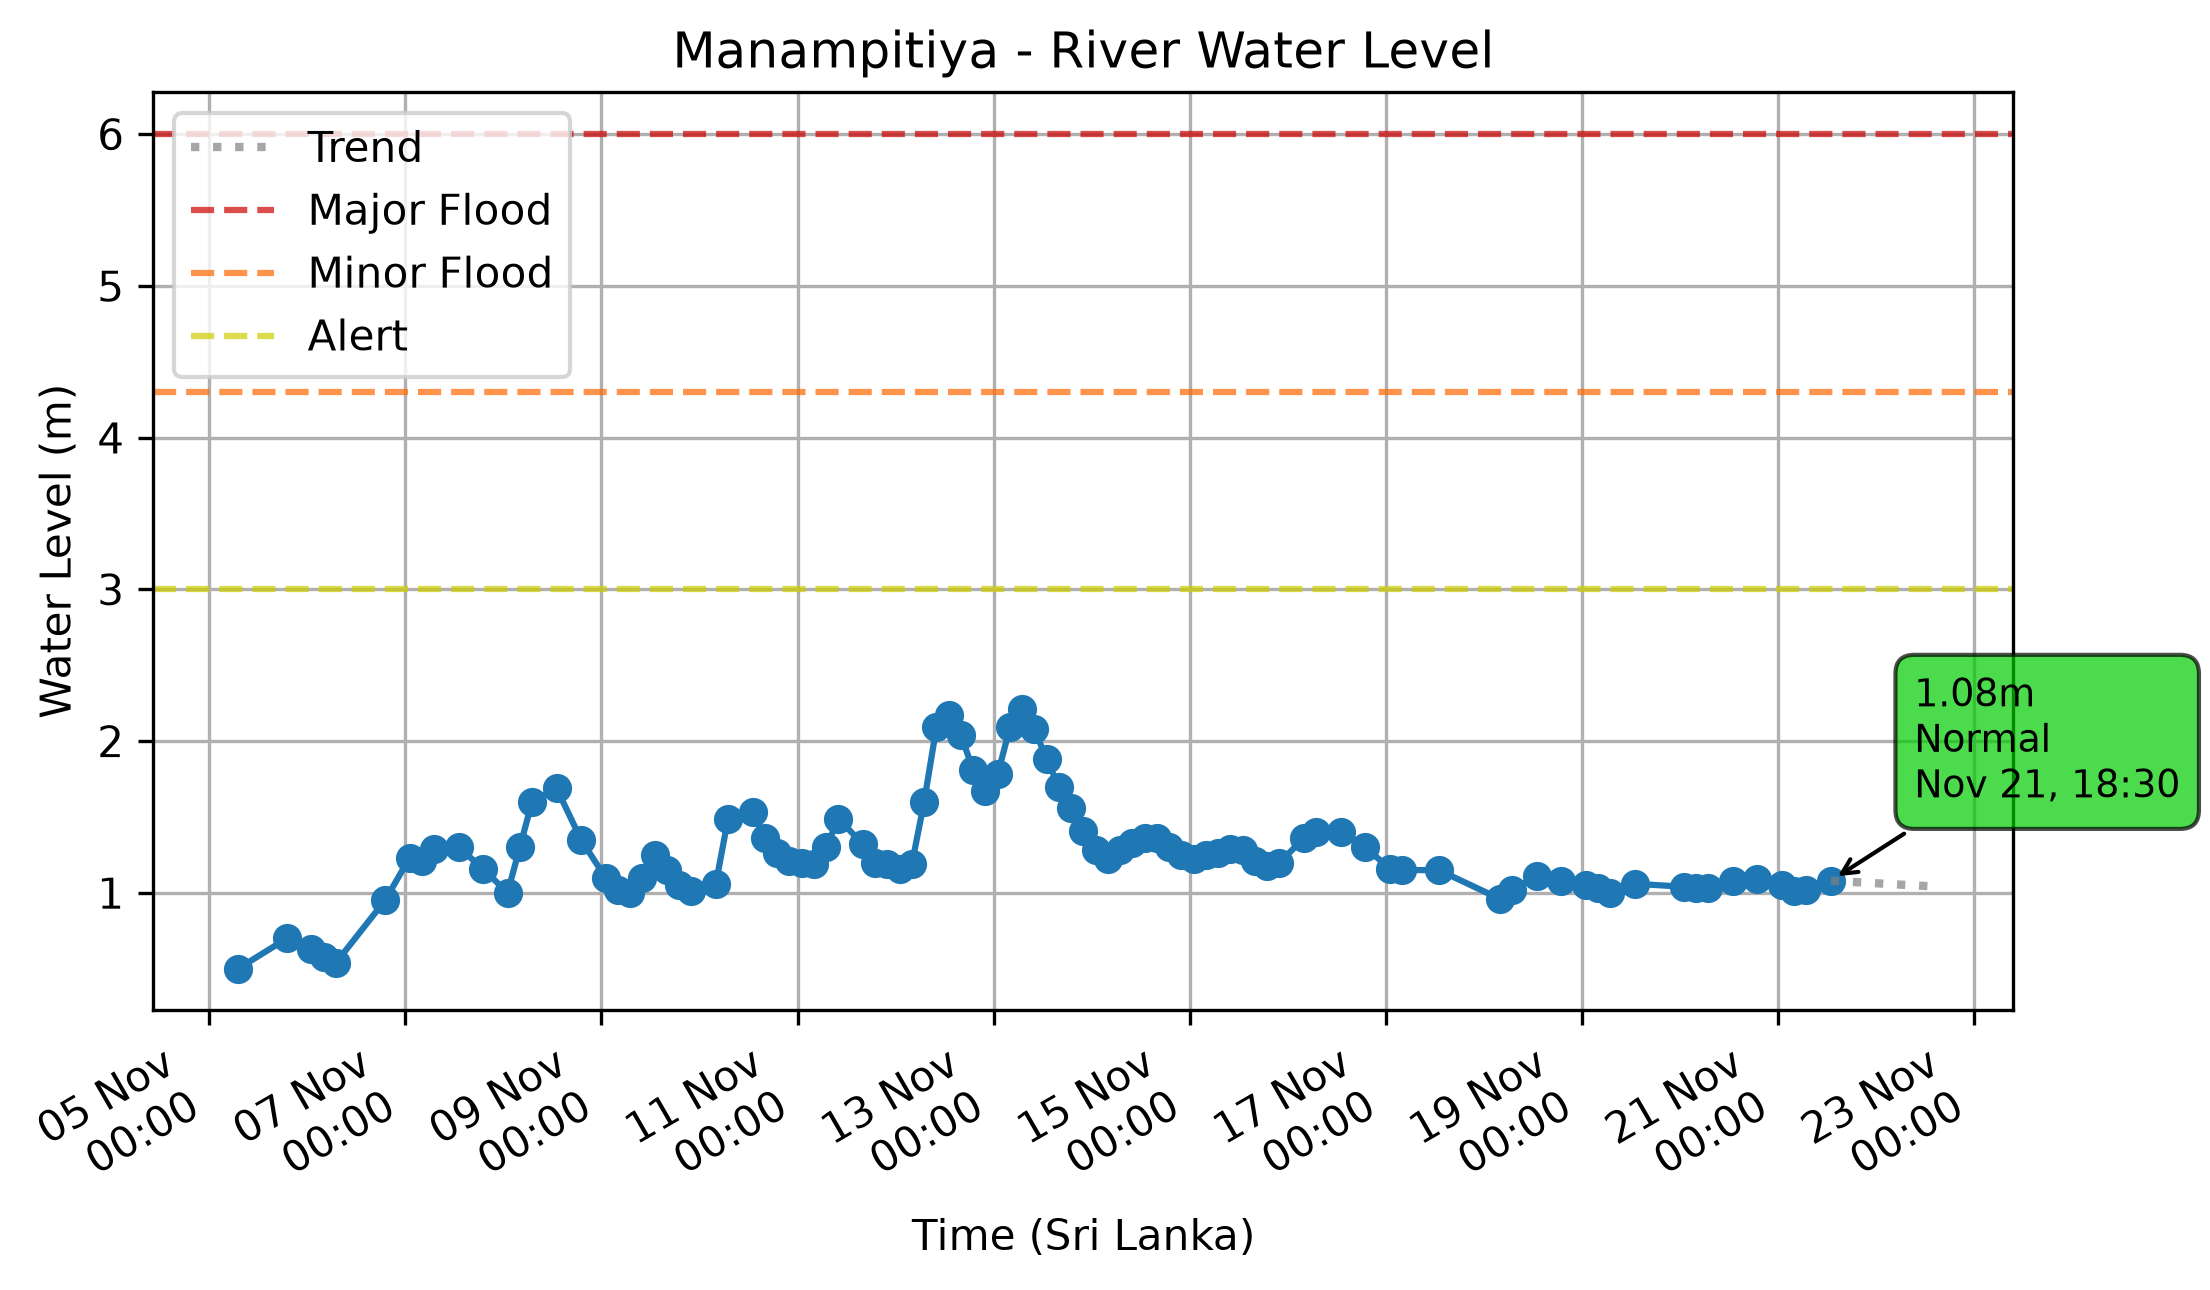 Manampitiya - River Water Level
6
5
4
3
2
1
Water Level (m)
Trend
Major Flood
Minor Flood
Alert
1.08m
Normal
Nov 21, 18:30
05 Nov
00:00
07 Nov
00:00
09 Nov
00:00
11 Nov
00:00
13 Nov
00:00
15 Nov
00:00
17 Nov
00:00
19 Nov
00:00
21 Nov
00:00
23 Nov
00:00
Time (Sri Lanka)